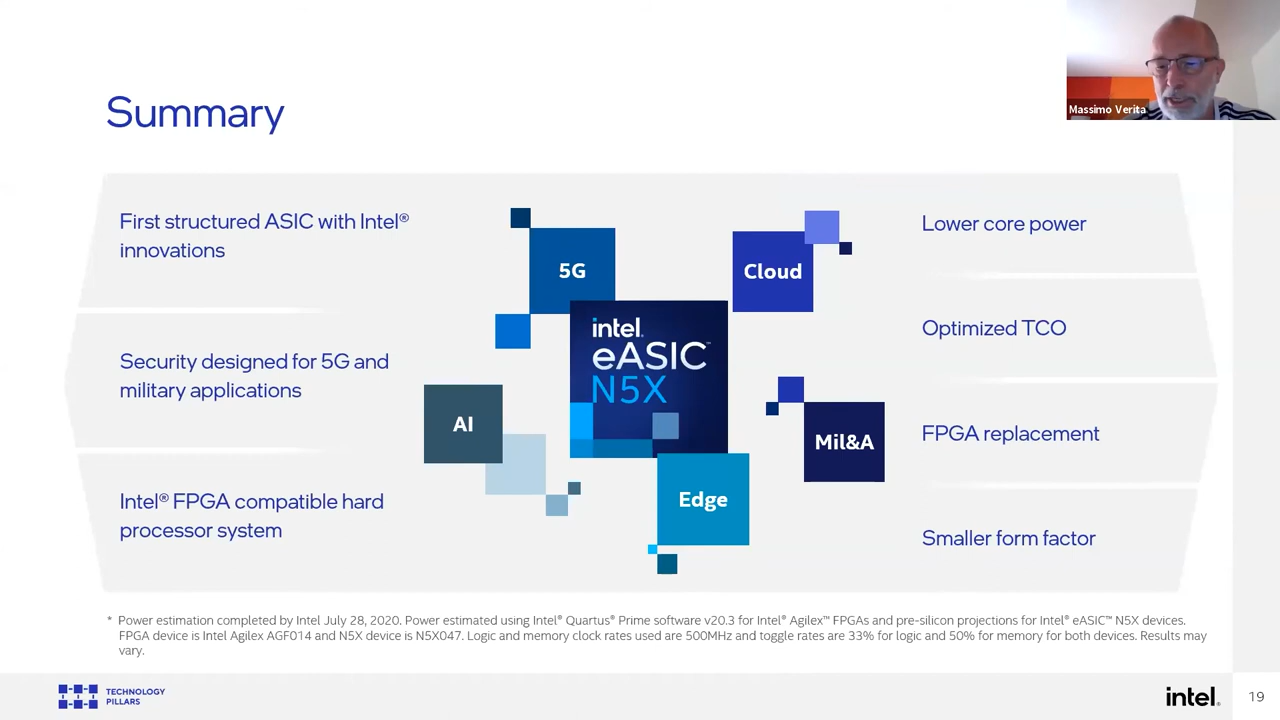 Massimo Verita
Summary
First structured ASIC with Intel®
innovations
Security designed for 5G and
military applications
Intel® FPGA compatible hard
processor system
5G
Cloud
intel.
eASIC™
N5X
AI
Mil&A
Edge
Lower core power
Optimized TCO
FPGA replacement
Smaller form factor
* Power estimation completed by Intel July 28, 2020. Power estimated using Intel® Quartus® Prime software v20.3 for Intel® Agilex™ FPGAs and pre-silicon projections for Intel® eASIC™ N5X devices.
FPGA device is Intel Agilex AGF014 and N5X device is N5X047. Logic and memory clock rates used are 500MHz and toggle rates are 33% for logic and 50% for memory for both devices. Results may
vary.
TECHNOLOGY
PILLARS
intel.
19